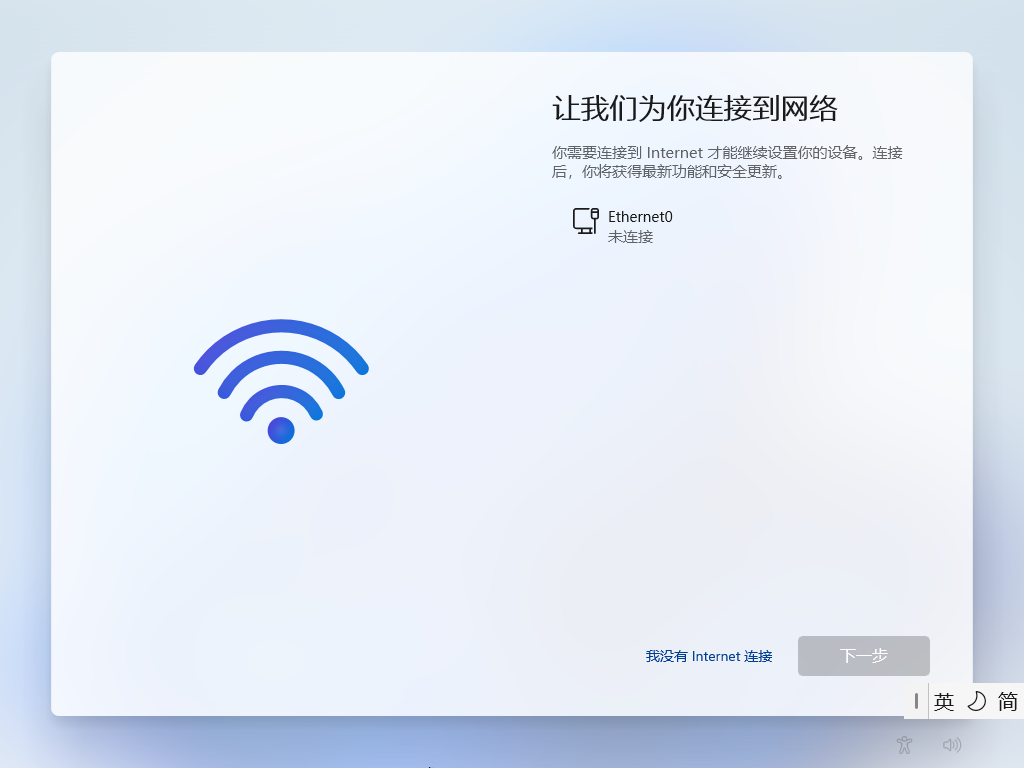 让我们为你连接到网络
你需要连接到 Internet 才能继续设置你的设备。连接
后，你将获得最新功能和安全更新。
Ethernet0
未连接
我没有 Internet 连接
下一步
英 简